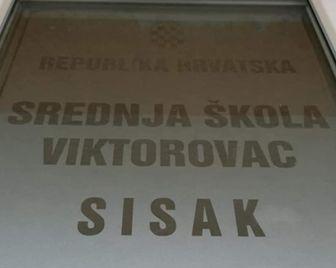 REPUBLIKA HRVATSKA
SREDNJA ŠKOLA
VIKTOROVAC
SISAK